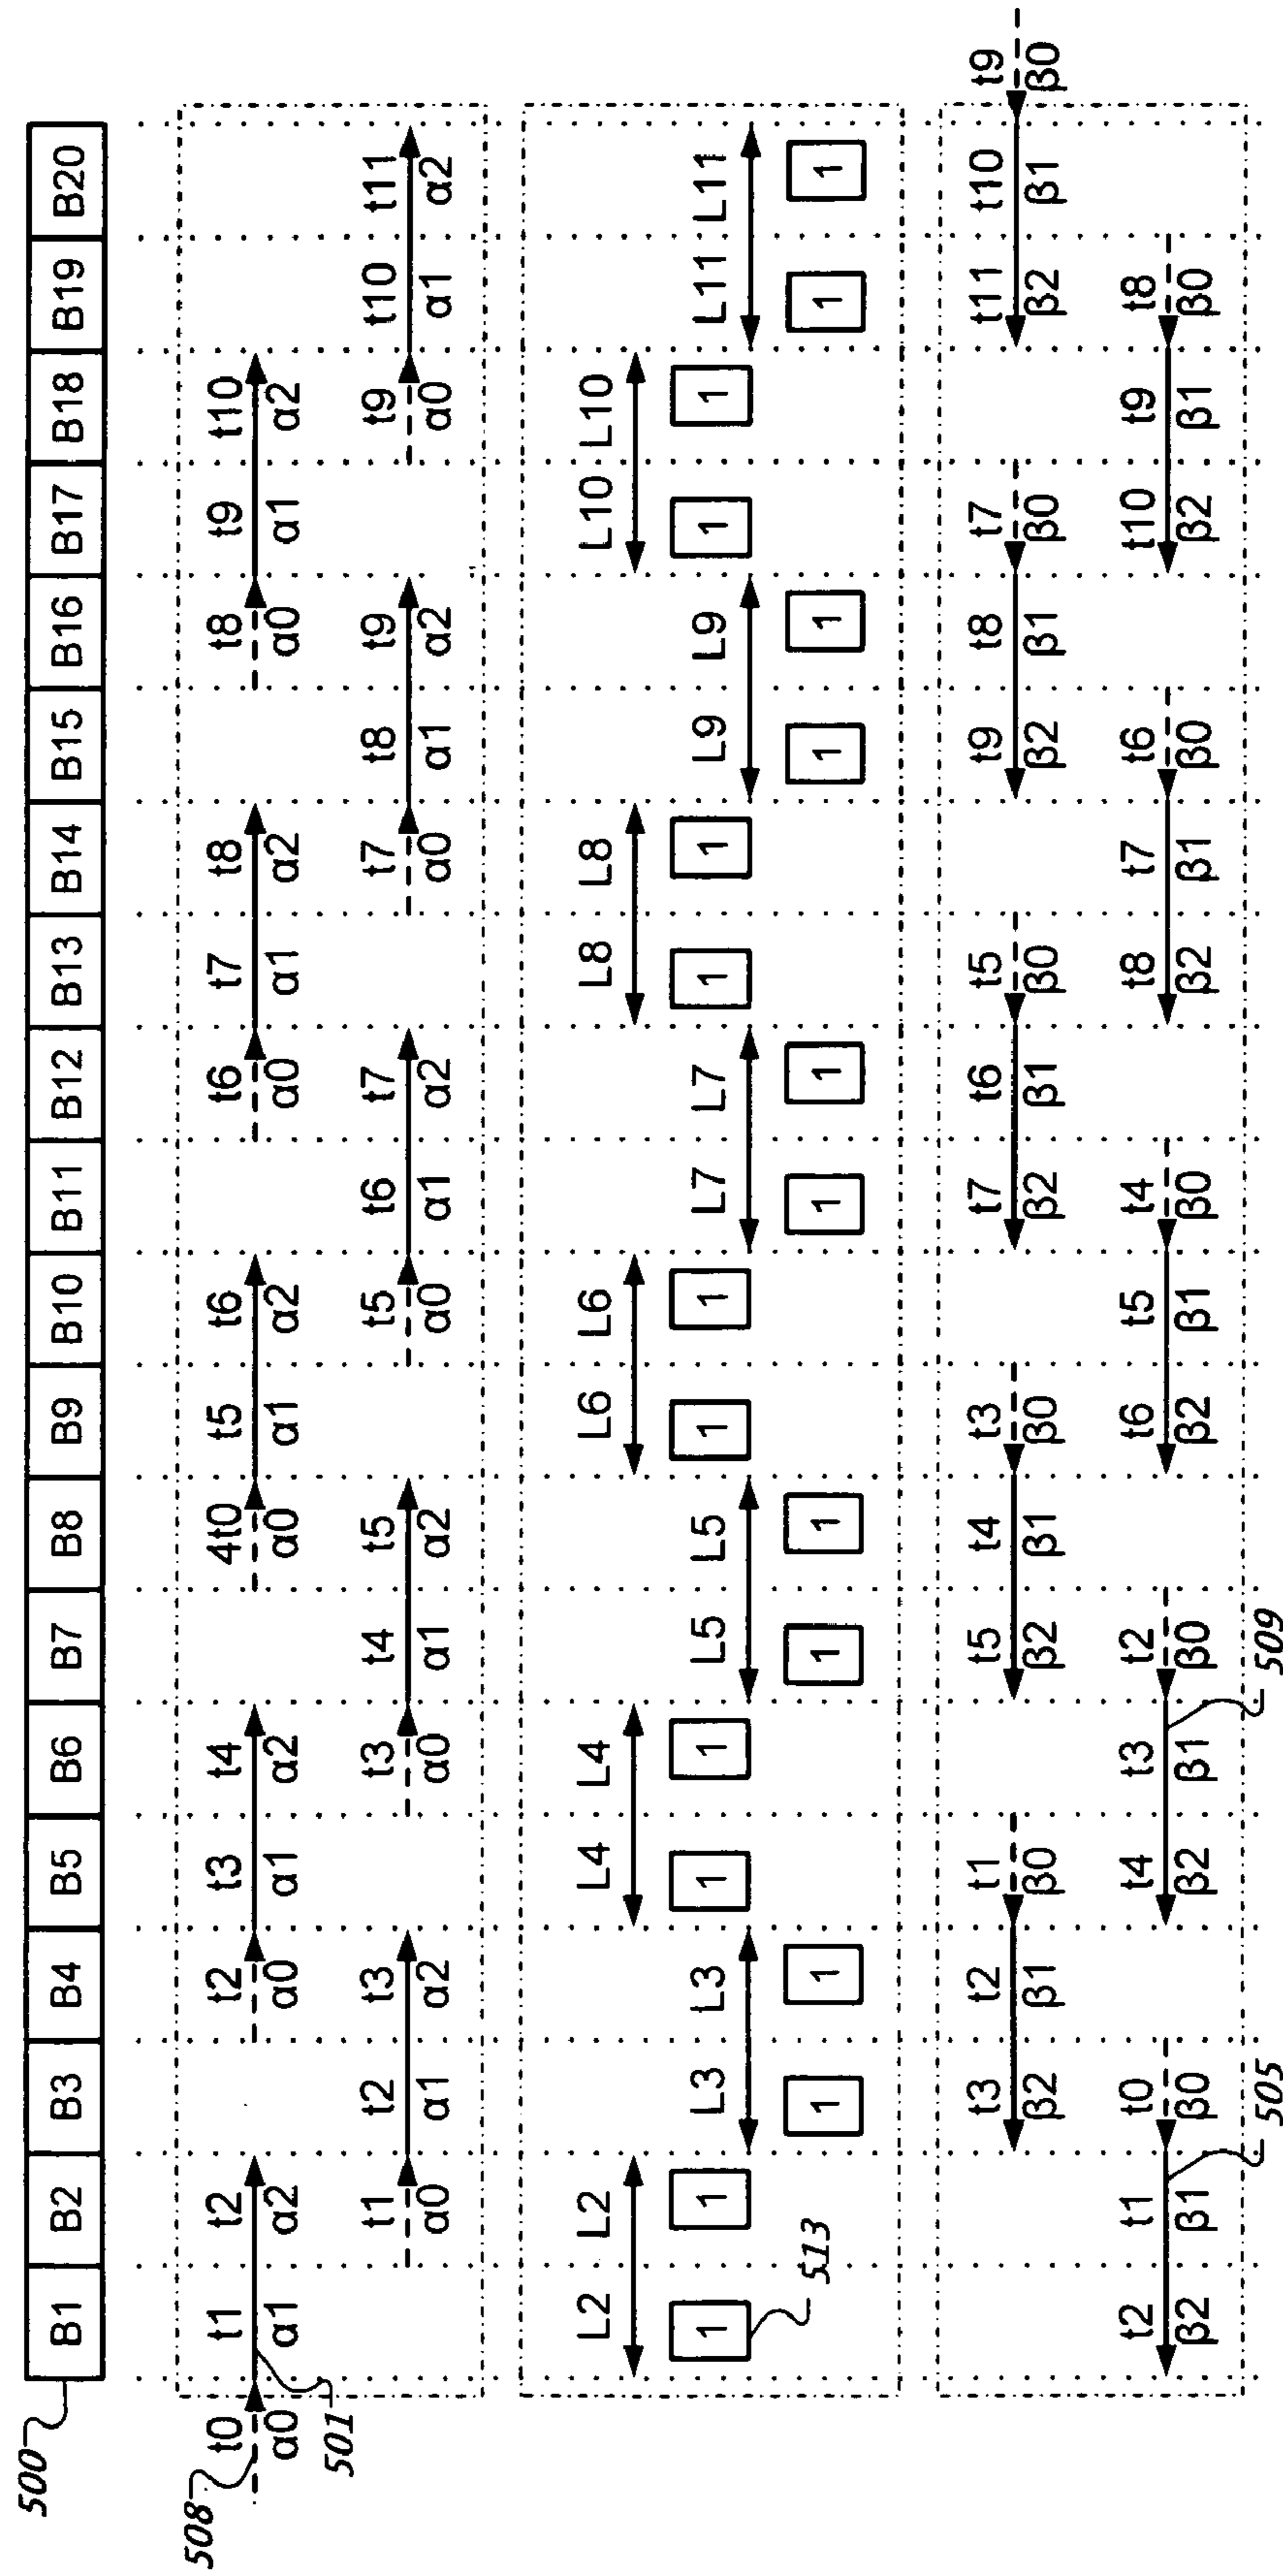 500
B1 B2 B3 B4 B5 B6 B7 B8 B9 B10 B11 B12 B13 B14 B15 B16 B17 B18 B19 B20
508
t0 t1 t2 t2 t3 t4 4t0 t5 t6 t6 t7 t8 t8 t9 t10
α0 α1 α2 α0 α1 α2 α0 α1 α2 α0 α1 α2 α0 α1 α2
501
t1 t2 t3 t3 t4 t5 t5 t6 t7 t7 t8 t9 t9 t10 t11
α0 α1 α2 α0 α1 α2 α0 α1 α2 α0 α1 α2 α0 α1 α2
L2 L2 L4 L4 L6 L6 L8 L8 L10 L10
1 1 1 1 1 1 1 1 1 1
L3 L3 L5 L5 L7 L7 L9 L9 L11 L11
1 1 1 1 1 1 1 1 1 1
513
t3 t2 t1 t5 t4 t3 t7 t6 t5 t9 t8 t7 t11 t10 t9
β2 β1 β0 β2 β1 β0 β2 β1 β0 β2 β1 β0 β2 β1 β0
t2 t1 t0 t4 t3 t2 t6 t5 t4 t8 t7 t6 t10 t9 t8
β2 β1 β0 β2 β1 β0 β2 β1 β0 β2 β1 β0 β2 β1 β0
505 509